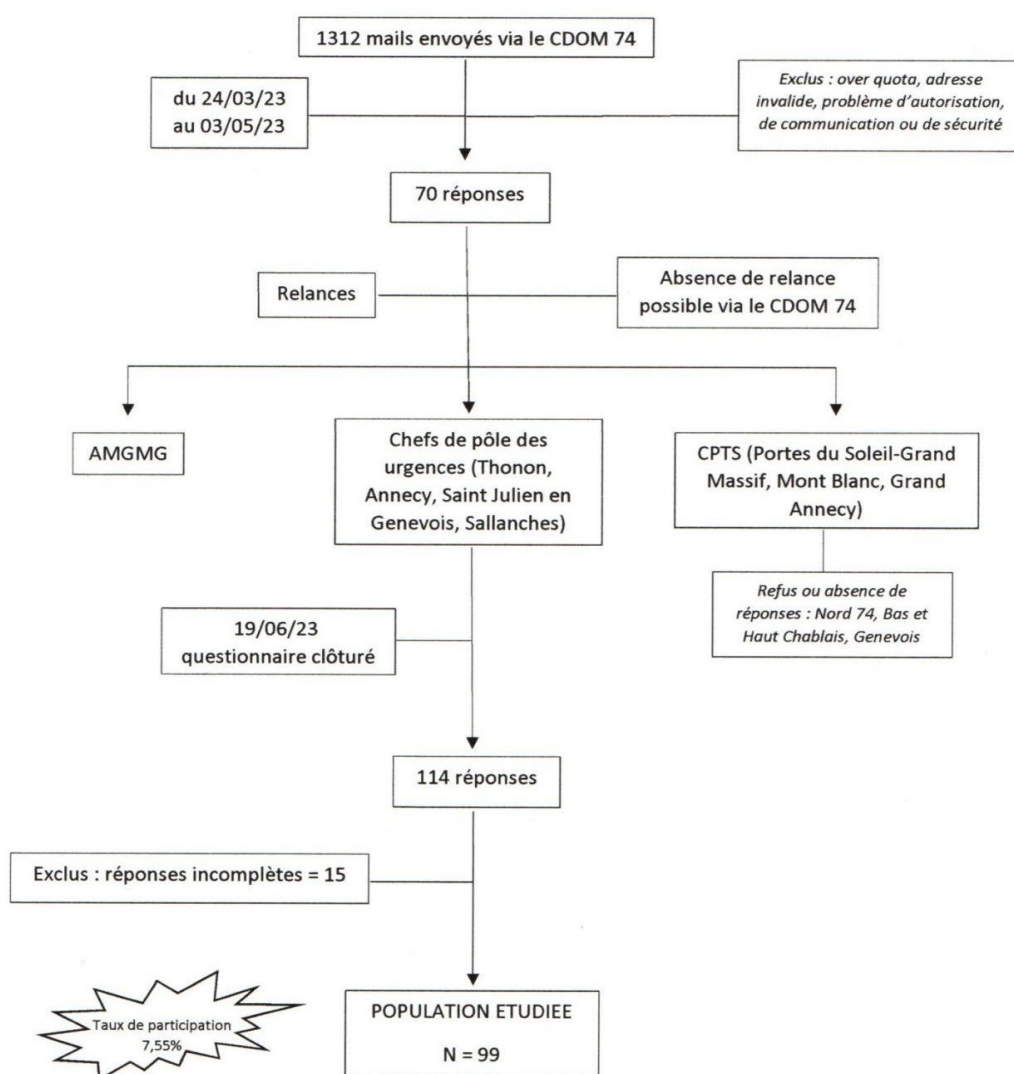 1312 mails envoyés via le CDOM 74
du 24/03/23
au 03/05/23
Exclus : over quota, adresse
invalide, problème d'autorisation,
de communication ou de sécurité
70 réponses
Relances
Absence de relance
possible via le CDOM 74
AMGMG
Chefs de pôle des
urgences (Thonon,
Annecy, Saint Julien en
Genevois, Sallanches)
CPTS (Portes du Soleil-Grand
Massif, Mont Blanc, Grand
Annecy)
Refus ou absence de
réponses : Nord 74, Bas et
Haut Chablais, Genevois
19/06/23
questionnaire clôturé
114 réponses
Exclus : réponses incomplètes = 15
Taux de participation
7,55%
POPULATION ETUDIEE
N = 99